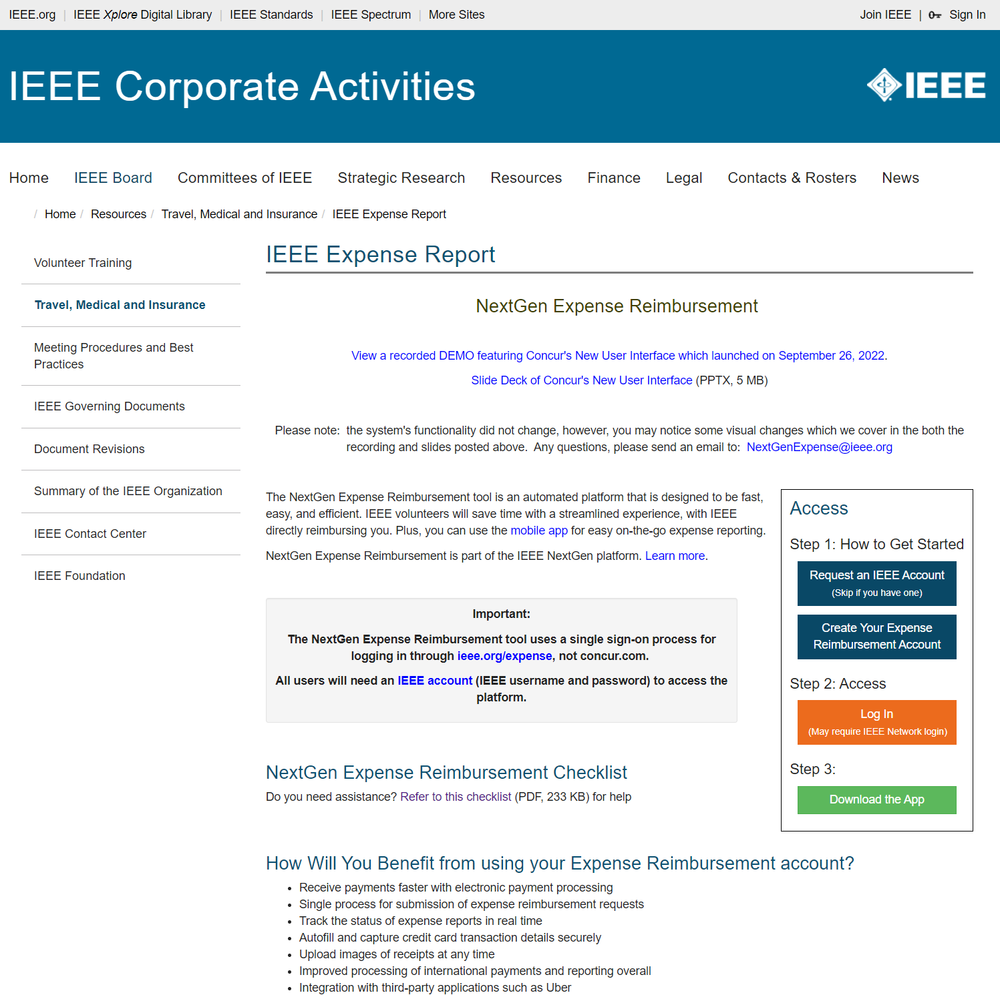 IEEE.org | IEEE Xplore Digital Library | IEEE Standards | IEEE Spectrum | More Sites
Join IEEE | Sign In
IEEE Corporate Activities
IEEE
Home IEEE Board Committees of IEEE Strategic Research Resources Finance Legal Contacts & Rosters News
/ Home / Resources / Travel, Medical and Insurance / IEEE Expense Report
Volunteer Training
Travel, Medical and Insurance
Meeting Procedures and Best
Practices
IEEE Governing Documents
Document Revisions
Summary of the IEEE Organization
IEEE Contact Center
IEEE Foundation
IEEE Expense Report
NextGen Expense Reimbursement
View a recorded DEMO featuring Concur's New User Interface which launched on September 26, 2022.
Slide Deck of Concur's New User Interface (PPTX, 5 MB)
Please note: the system's functionality did not change, however, you may notice some visual changes which we cover in the both the
recording and slides posted above. Any questions, please send an email to: NextGenExpense@ieee.org
The NextGen Expense Reimbursement tool is an automated platform that is designed to be fast,
easy, and efficient. IEEE volunteers will save time with a streamlined experience, with IEEE
directly reimbursing you. Plus, you can use the mobile app for easy on-the-go expense reporting.
NextGen Expense Reimbursement is part of the IEEE NextGen platform. Learn more.
Important:
The NextGen Expense Reimbursement tool uses a single sign-on process for
logging in through ieee.org/expense, not concur.com.
All users will need an IEEE account (IEEE username and password) to access the
platform.
Access
Step 1: How to Get Started
Request an IEEE Account
(Skip if you have one)
Create Your Expense
Reimbursement Account
Step 2: Access
Log In
(May require IEEE Network login)
Step 3:
Download the App
NextGen Expense Reimbursement Checklist
Do you need assistance? Refer to this checklist (PDF, 233 KB) for help
How Will You Benefit from using your Expense Reimbursement account?
• Receive payments faster with electronic payment processing
• Single process for submission of expense reimbursement requests
• Track the status of expense reports in real time
• Autofill and capture credit card transaction details securely
• Upload images of receipts at any time
• Improved processing of international payments and reporting overall
• Integration with third-party applications such as Uber